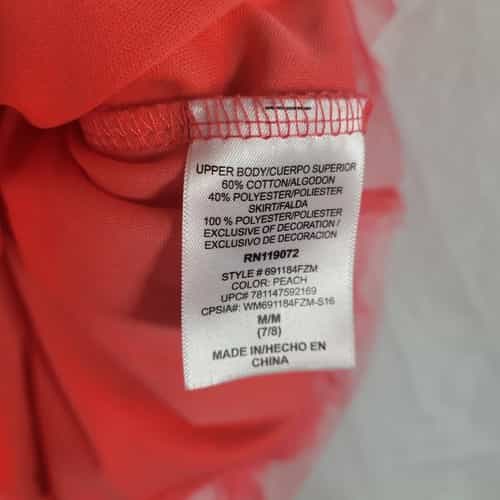 UPPER BODY/CUERPO SUPERIOR
60% COTTON/ALGODON
40% POLYESTER/POLIESTER
SKIRT/FALDA
100 % POLYESTER/POLIESTER
EXCLUSIVE OF DECORATION /
EXCLUSIVO DE DECORACION
RN119072
STYLE # 691184FZM
COLOR: PEACH
UPC# 781147592169
CPSIA#: WM691184FZM-S16
M/M
(7/8)
MADE IN/HECHO EN
CHINA